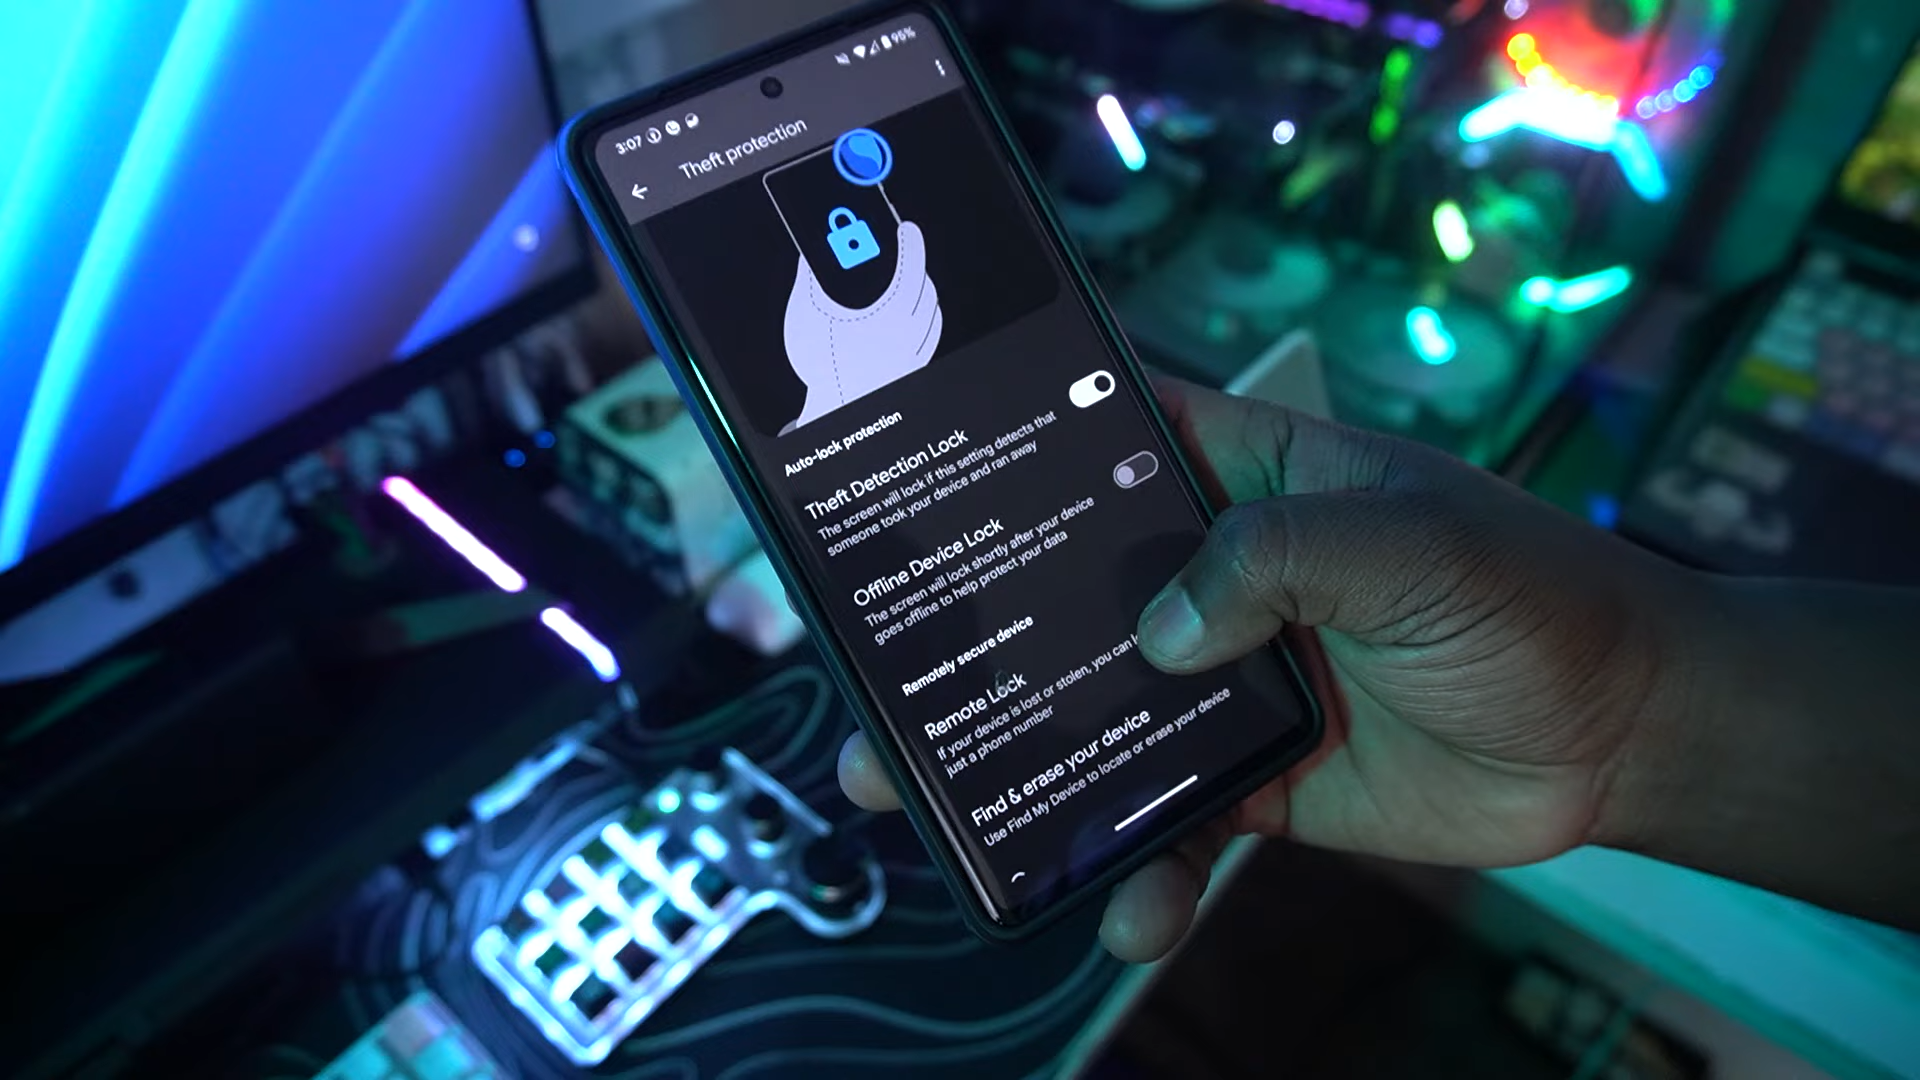 3:07
95%
Theft protection
Auto-lock protection
Theft Detection Lock
The screen will lock if this setting detects that
someone took your device and ran away
Offline Device Lock
The screen will lock shortly after your device
goes offline to help protect your data
Remotely secure device
Remote Lock
If your device is lost or stolen, you can
just a phone number
Find & erase your device
Use Find My Device to locate or erase your device